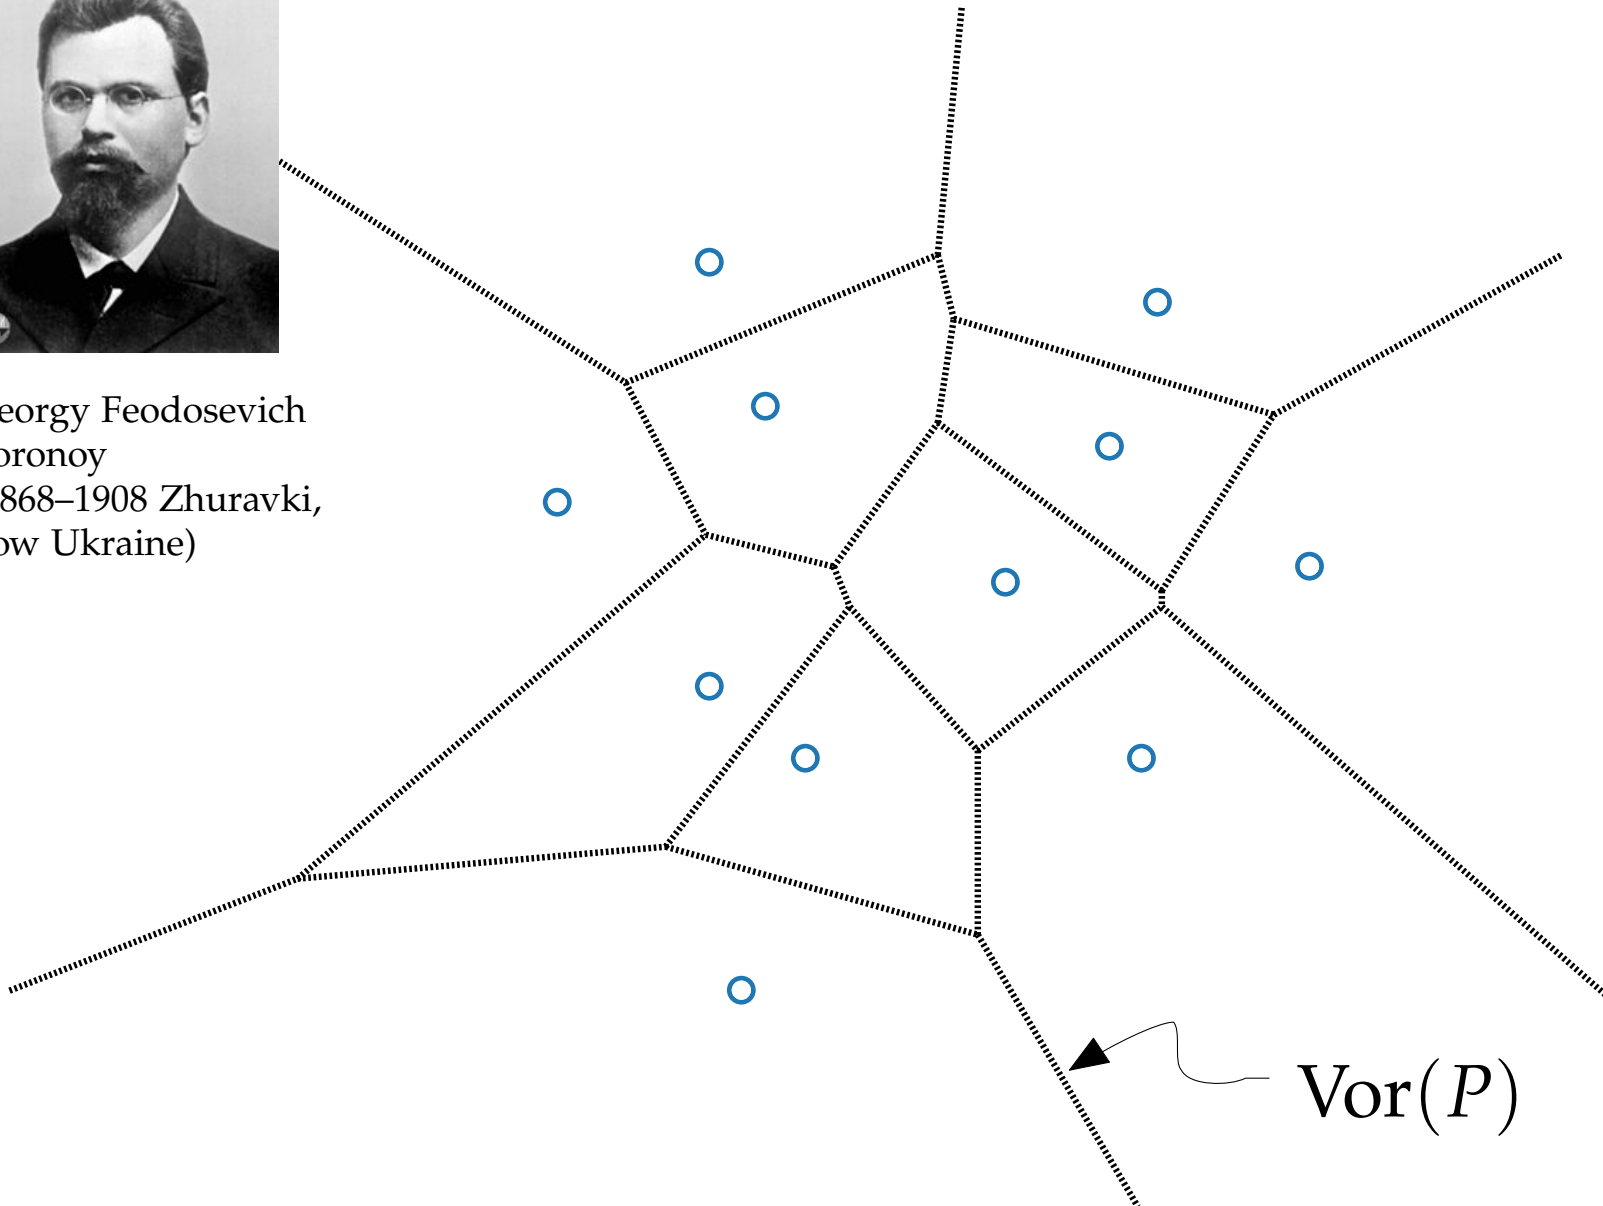 eorgy Feodosevich
oronoy
868–1908 Zhuravki,
ow Ukraine)
Vor(P)